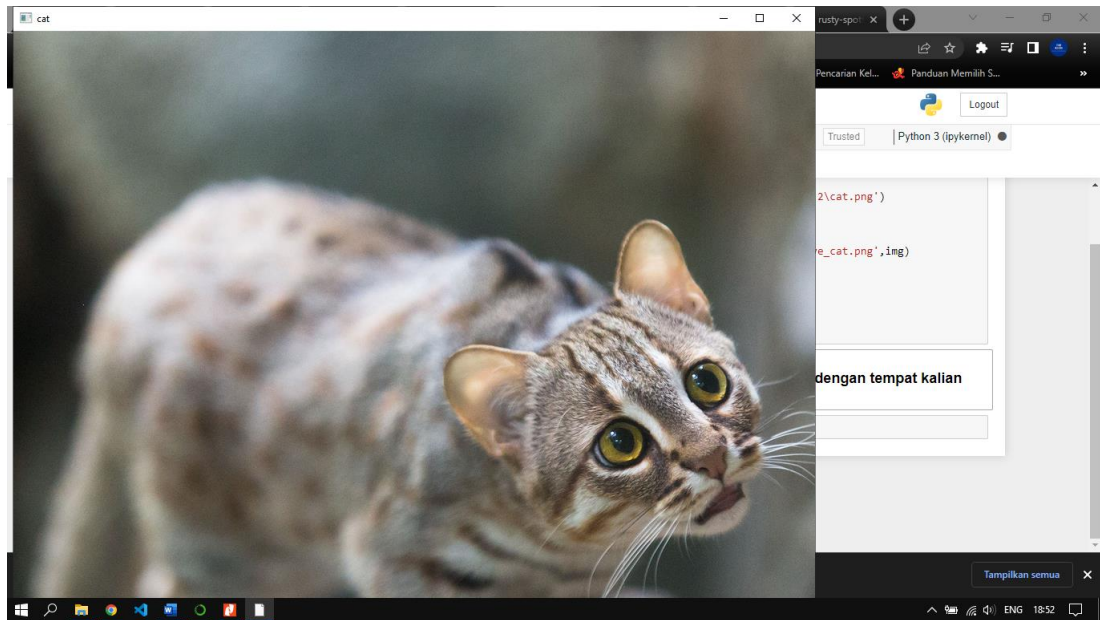 cat
rusty-spot
Pencarian Kel...
Panduan Memilih S...
»
Logout
Trusted
Python 3 (ipykernel)
2\cat.png')
e_cat.png',img)
dengan tempat kalian
Tampilkan semua
ENG 18:52